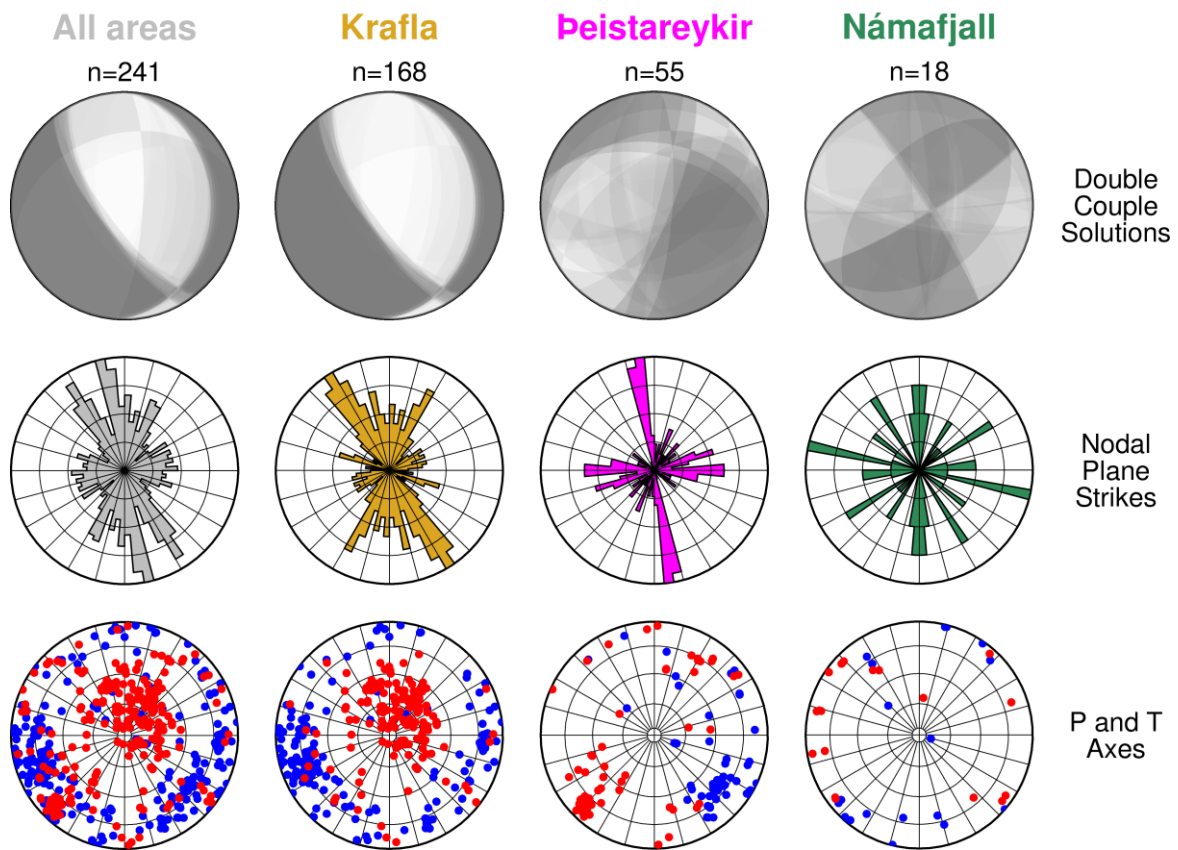 All areas
Krafla
Þeistareykir
Námafjall
n=241
n=168
n=55
n=18
Double
Couple
Solutions
Nodal
Plane
Strikes
P and T
Axes